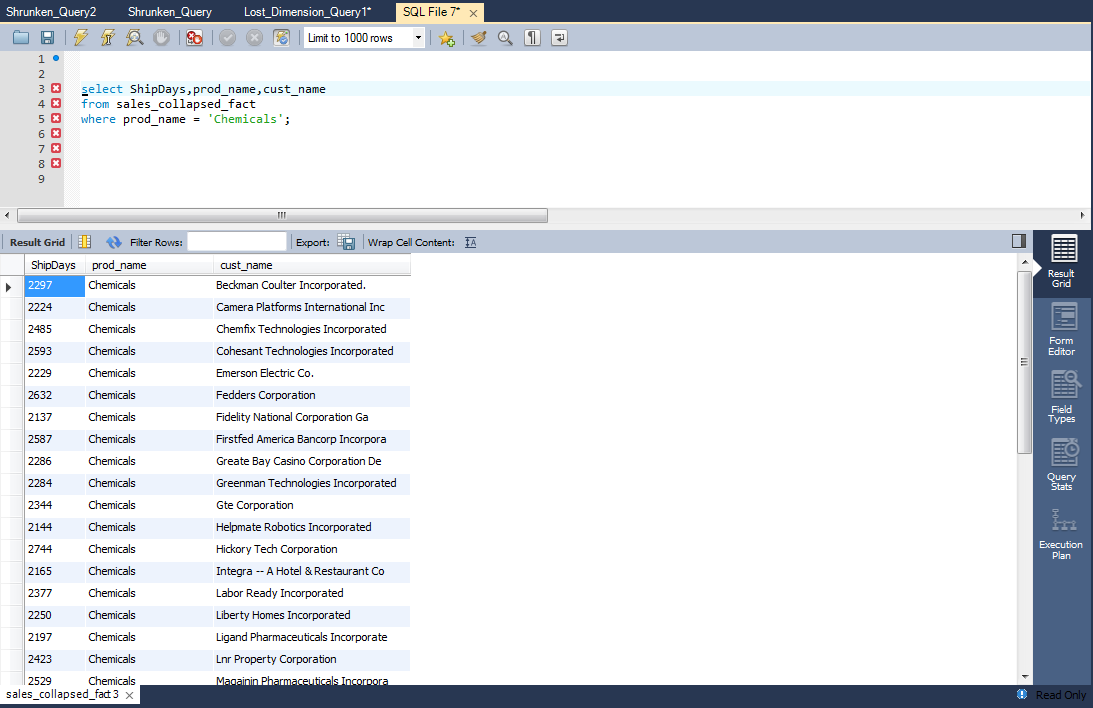 Shrunken_Query2 Shrunken_Query Lost_Dimension_Query1* SQL File 7*
Limit to 1000 rows
1
2
3 select ShipDays,prod_name,cust_name
4 from sales_collapsed_fact
5 where prod_name = 'Chemicals';
6
7
8
9
Result Grid Filter Rows: Export: Wrap Cell Content: IA
ShipDays prod_name cust_name
2297 Chemicals Beckman Coulter Incorporated.
2224 Chemicals Camera Platforms International Inc
2485 Chemicals Chemfix Technologies Incorporated
2593 Chemicals Cohesant Technologies Incorporated
2229 Chemicals Emerson Electric Co.
2632 Chemicals Fedders Corporation
2137 Chemicals Fidelity National Corporation Ga
2587 Chemicals Firstfed America Bancorp Incorpora
2286 Chemicals Greate Bay Casino Corporation De
2284 Chemicals Greenman Technologies Incorporated
2344 Chemicals Gte Corporation
2144 Chemicals Helpmate Robotics Incorporated
2744 Chemicals Hickory Tech Corporation
2165 Chemicals Integra -- A Hotel & Restaurant Co
2377 Chemicals Labor Ready Incorporated
2250 Chemicals Liberty Homes Incorporated
2197 Chemicals Ligand Pharmaceuticals Incorporate
2423 Chemicals Lnr Property Corporation
2529 Chemicals Magainin Pharmaceuticals Incorpora
Result
Grid
Form
Editor
Field
Types
Query
Stats
Execution
Plan
sales_collapsed_fact 3
Read Only